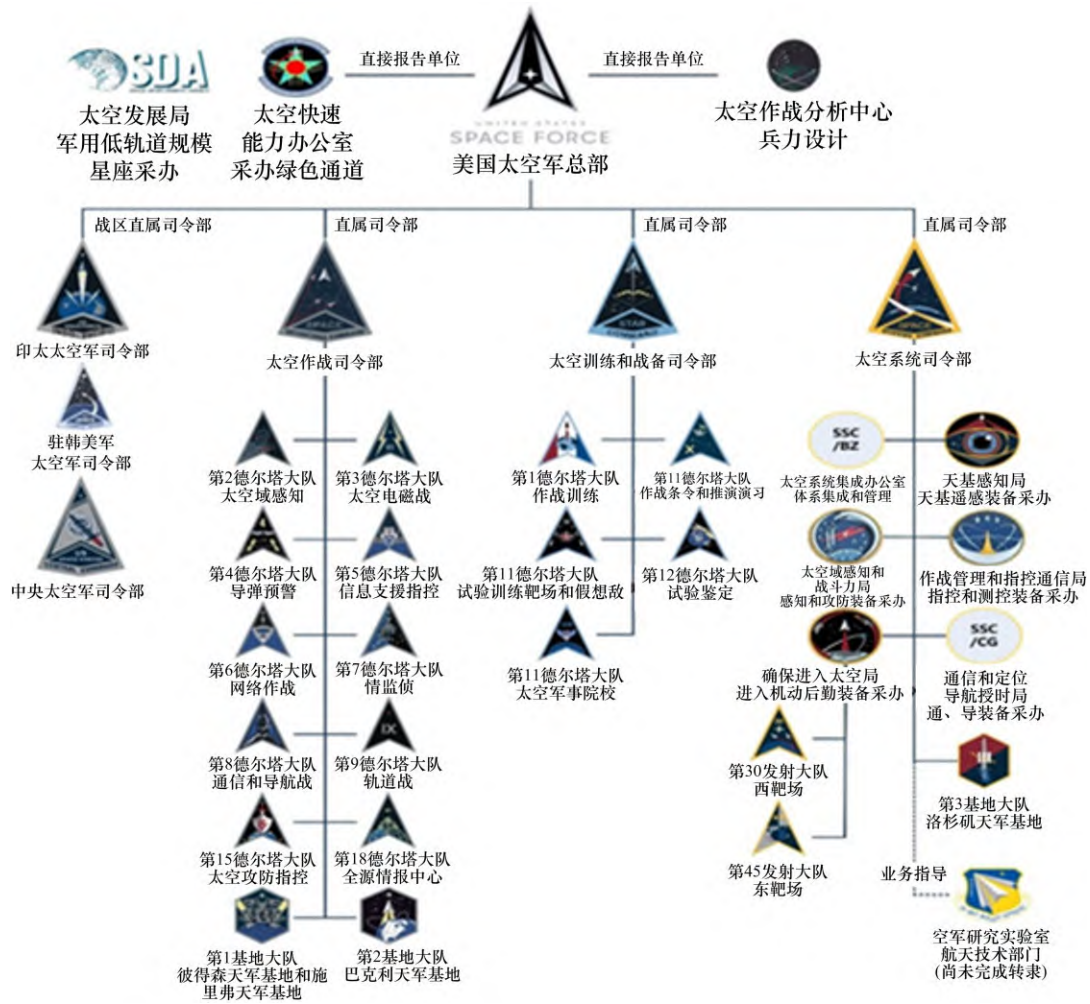 直接报告单位
直接报告单位
SDA
太空发展局
军用低轨道规模
星座采办
太空快速
能力办公室
采办绿色通道
UNITED STATES
SPACE FORCE
美国太空军总部
太空作战分析中心
兵力设计
战区直属司令部
直属司令部
直属司令部
直属司令部
印太太空军司令部
驻韩美军
太空军司令部
中央太空军司令部
SPACE
太空作战司令部
第2德尔塔大队
太空域感知
第3德尔塔大队
太空电磁战
第4德尔塔大队
导弹预警
第5德尔塔大队
信息支援指控
第6德尔塔大队
网络作战
第7德尔塔大队
情监侦
第8德尔塔大队
通信和导航战
IX
第9德尔塔大队
轨道战
第15德尔塔大队
太空攻防指控
第18德尔塔大队
全源情报中心
第1基地大队
彼得森天军基地和施
里弗天军基地
第2基地大队
巴克利天军基地
STAR
太空训练和战备司令部
第1德尔塔大队
作战训练
第11德尔塔大队
作战条令和推演演习
第11德尔塔大队
试验训练靶场和假想敌
第12德尔塔大队
试验鉴定
第11德尔塔大队
太空军事院校
SPACE
太空系统司令部
SSC
/BZ
太空系统集成办公室
体系集成和管理
天基感知局
天基遥感装备采办
太空域感知和
战斗力局
感知和攻防装备采办
作战管理和指控通信局
指控和测控装备采办
确保进入太空局
进入机动后勤装备采办
SSC
/CG
通信和定位
导航授时局
通、导装备采办
第30发射大队
西靶场
第45发射大队
东靶场
第3基地大队
洛杉矶天军基地
业务指导
空军研究实验室
航天技术部门
(尚未完成转隶)